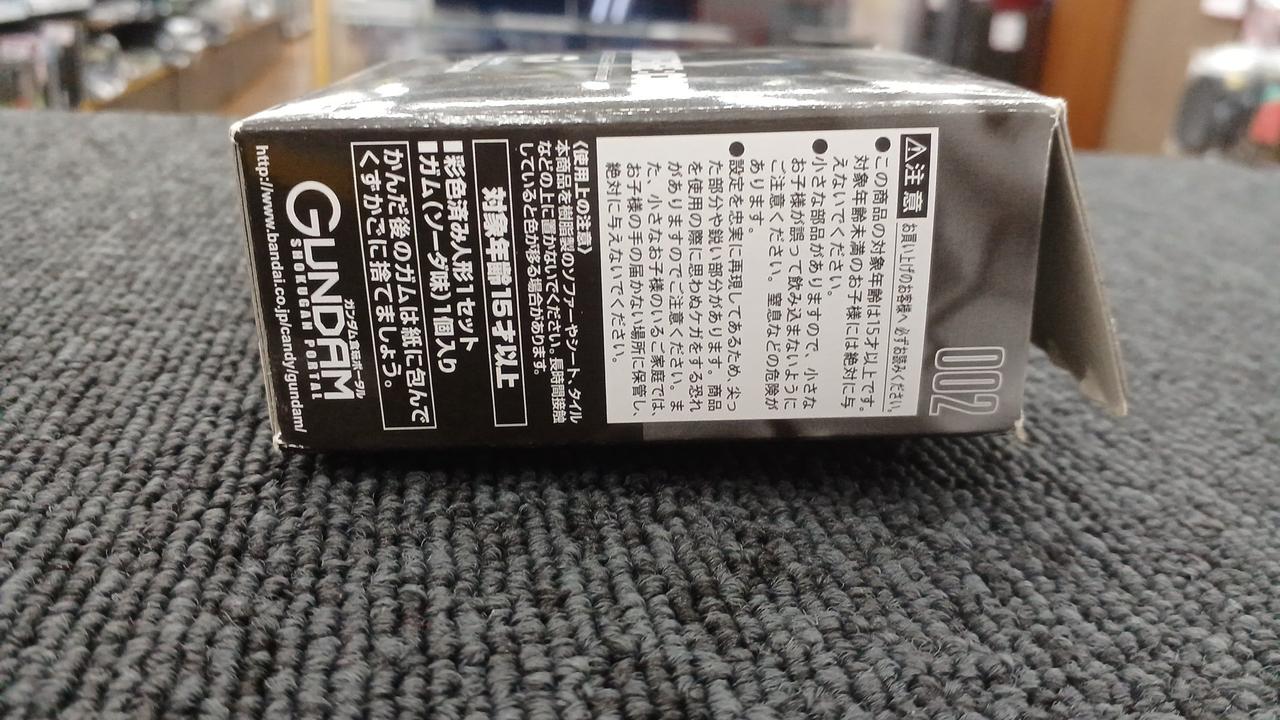 002
注意 お買い上げのお客様へ 必ずお読みください。
●この商品の対象年齢は15才以上です。
対象年齢未満のお子様には絶対に与
えないでください。
●小さな部品がありますので、小さな
お子様が誤って飲み込まないように
ご注意ください。窒息などの危険が
あります。
●設定を忠実に再現してあるため、尖っ
た部分や鋭い部分があります。商品
を使用の際に思わぬケガをする恐れ
がありますのでご注意ください。ま
た、小さなお子様のいるご家庭では、
お子様の手の届かない場所に保管し、
絶対に与えないでください。
《使用上の注意》
本商品を樹脂製のソファーやシート、タイル
などの上に置かないでください。長時間接触
していると色が移る場合があります。
対象年齢15才以上
■彩色済み人形1セット
■ガム(ソーダ味)1個入り
かんだ後のガムは紙に包んで
くずかごに捨てましょう。
ガンダム食玩ポータル
GUNDAM
SHOKUGAN PORTAL
http://www.bandai.co.jp/candy/gundam/